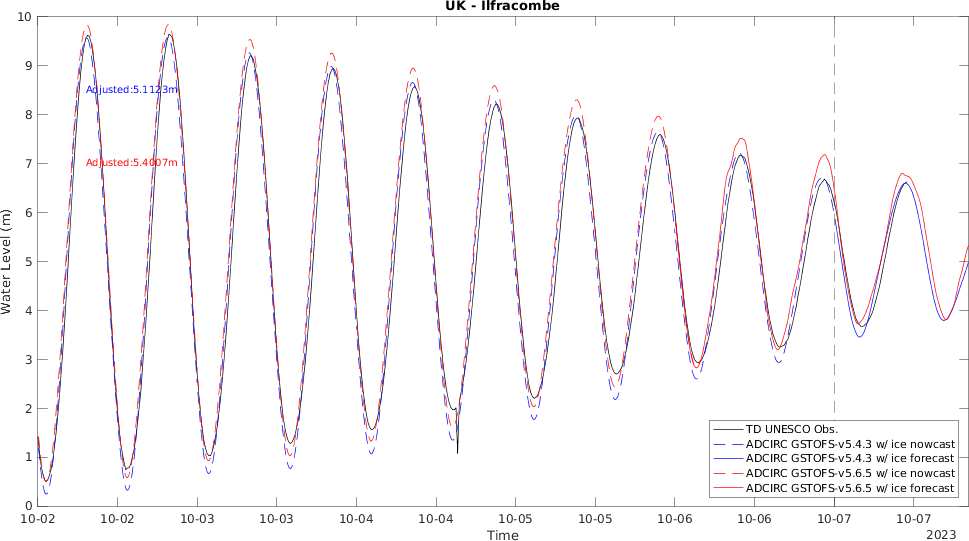 UK - Ilfracombe
10
9
8
7
6
5
4
3
2
1
0
Water Level (m)
Adjusted:5.1123m
Adjusted:5.4007m
TD UNESCO Obs.
ADCIRC GSTOFS-v5.4.3 w/ ice nowcast
ADCIRC GSTOFS-v5.4.3 w/ ice forecast
ADCIRC GSTOFS-v5.6.5 w/ ice nowcast
ADCIRC GSTOFS-v5.6.5 w/ ice forecast
10-02 10-02 10-03 10-03 10-04 10-04 10-05 10-05 10-06 10-06 10-07 10-07
Time
2023